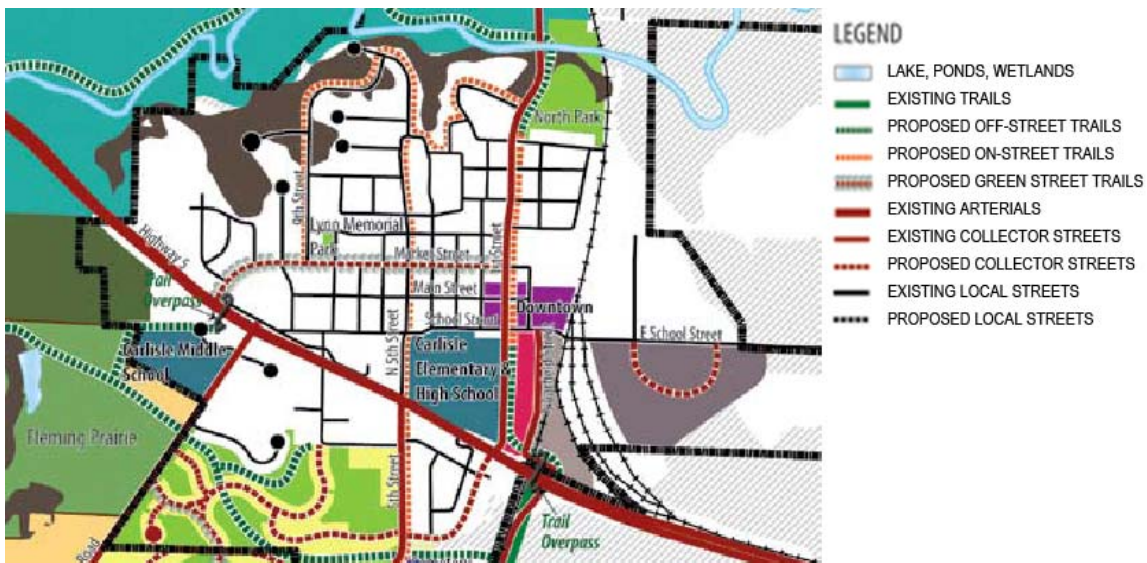 LEGEND
LAKE, PONDS, WETLANDS
EXISTING TRAILS
PROPOSED OFF-STREET TRAILS
PROPOSED ON-STREET TRAILS
PROPOSED GREEN STREET TRAILS
EXISTING ARTERIALS
EXISTING COLLECTOR STREETS
PROPOSED COLLECTOR STREETS
EXISTING LOCAL STREETS
PROPOSED LOCAL STREETS
North Park
9th Street
Lynn Memorial
Park
Highway 5
Market Street
Trail
Overpass
Main Street
Downtown
School Street
E School Street
N 5th Street
Carlisle
Elementary &
High School
Carlisle Middle
School
Fleming Prairie
5th Street
Trail
Overpass
Road